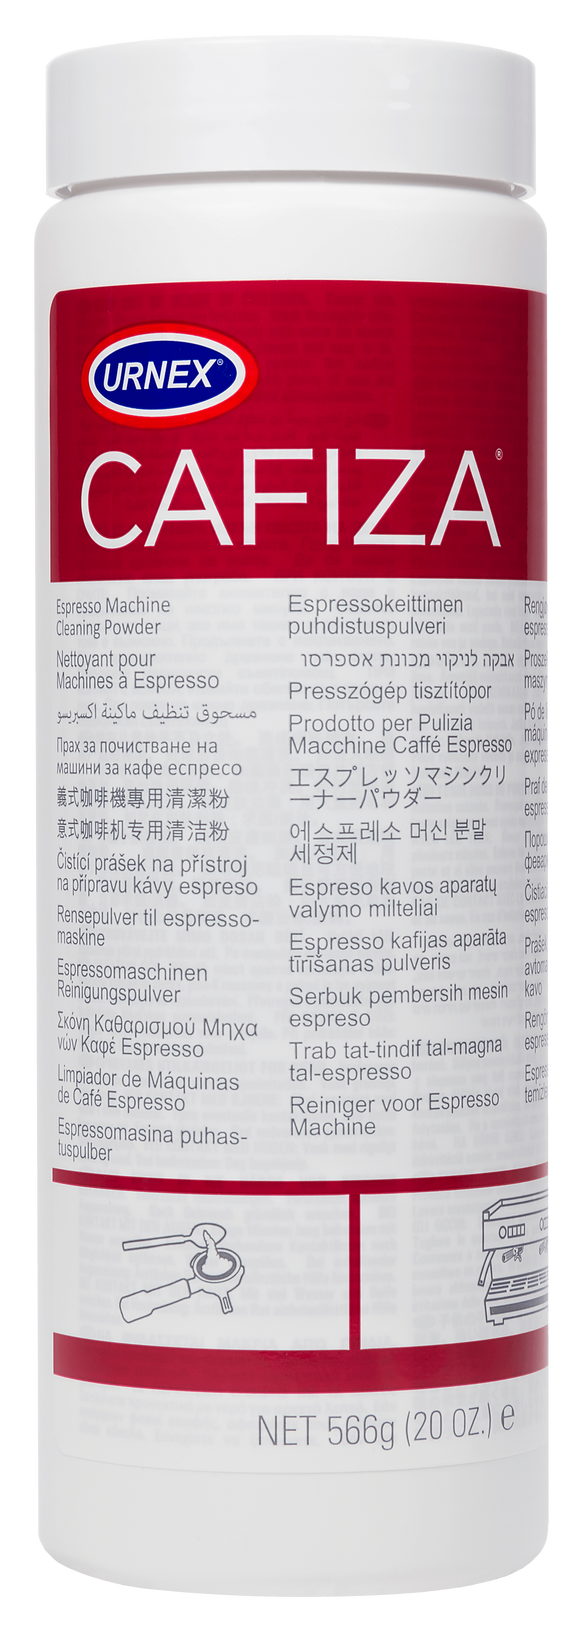 URNEX®
CAFIZA®
Espresso Machine
Cleaning Powder
Nettoyant pour
Machines à Espresso
مسحوق تنظيف ماكينة اكسبريسو
Прах за почистване на
машини за кафе еспресо
義式咖啡機專用清潔粉
意式咖啡机专用清洁粉
Čistící prášek na přístroj
na přípravu kávy espreso
Rensepulver til espresso-
maskine
Espressomaschinen
Reinigungspulver
Σκόνη Καθαρισμού Μηχα
νών Καφέ Espresso
Limpiador de Máquinas
de Café Espresso
Espressomasina puhas-
tuspulber
Espressokeittimen
puhdistuspulveri
אבקה לניקוי מכונת אספרסו
Presszógép tisztítópor
Prodotto per Pulizia
Macchine Caffé Espresso
エスプレッソマシンクリ
ーナーパウダー
에스프레소 머신 분말
세정제
Espreso kavos aparatų
valymo milteliai
Espresso kafijas aparāta
tīrīšanas pulveris
Serbuk pembersih mesin
espreso
Trab tat-tindif tal-magna
tal-espresso
Reiniger voor Espresso
Machine
Pó de
kavo
NET 566g (20 OZ.) e